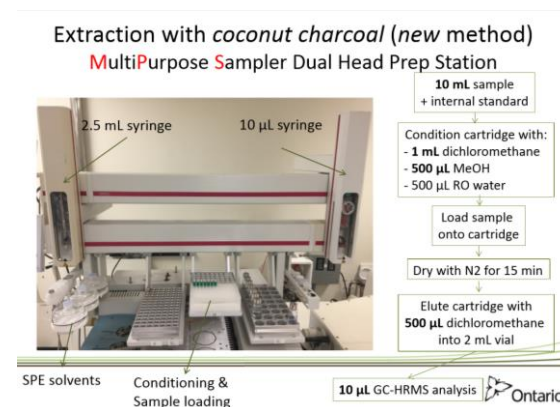 Extraction with coconut charcoal (new method)
MultiPurpose Sampler Dual Head Prep Station
2.5 mL syringe
10 µL syringe
SPE solvents
Conditioning &
Sample loading
10 mL sample
+ internal standard
Condition cartridge with:
- 1 mL dichloromethane
- 500 µL MeOH
- 500 µL RO water
Load sample
onto cartridge
Dry with N2 for 15 min
Elute cartridge with
500 µL dichloromethane
into 2 mL vial
10 µL GC-HRMS analysis
Ontario